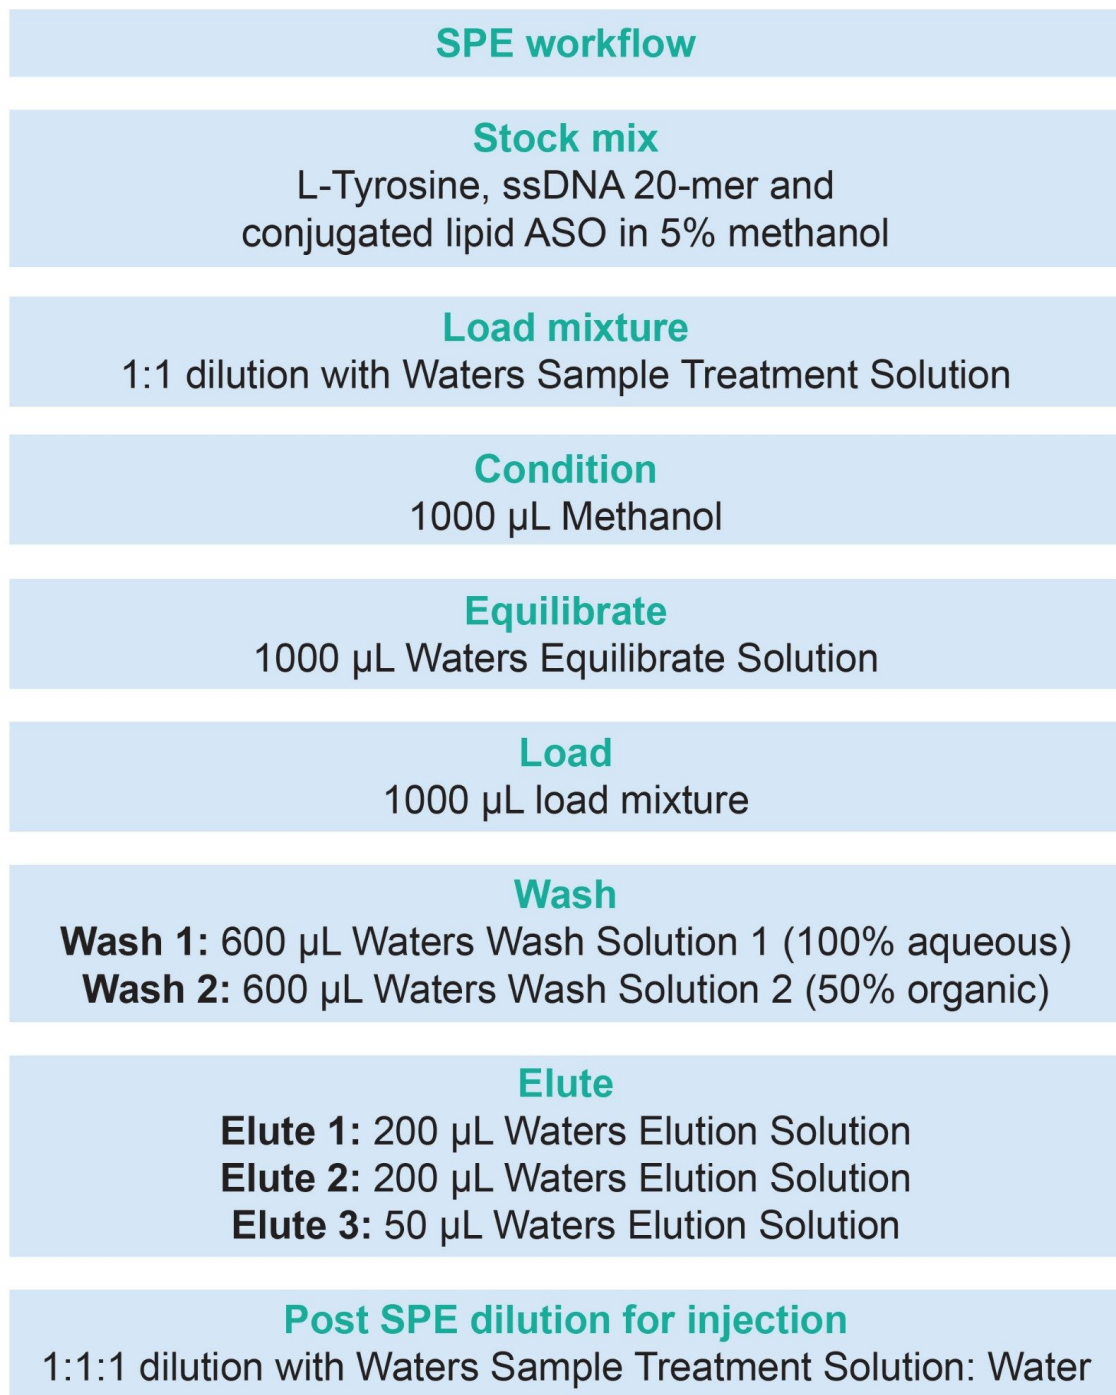 SPE workflow
Stock mix
L-Tyrosine, ssDNA 20-mer and
conjugated lipid ASO in 5% methanol
Load mixture
1:1 dilution with Waters Sample Treatment Solution
Condition
1000 µL Methanol
Equilibrate
1000 µL Waters Equilibrate Solution
Load
1000 µL load mixture
Wash
Wash 1: 600 µL Waters Wash Solution 1 (100% aqueous)
Wash 2: 600 µL Waters Wash Solution 2 (50% organic)
Elute
Elute 1: 200 µL Waters Elution Solution
Elute 2: 200 µL Waters Elution Solution
Elute 3: 50 µL Waters Elution Solution
Post SPE dilution for injection
1:1:1 dilution with Waters Sample Treatment Solution: Water